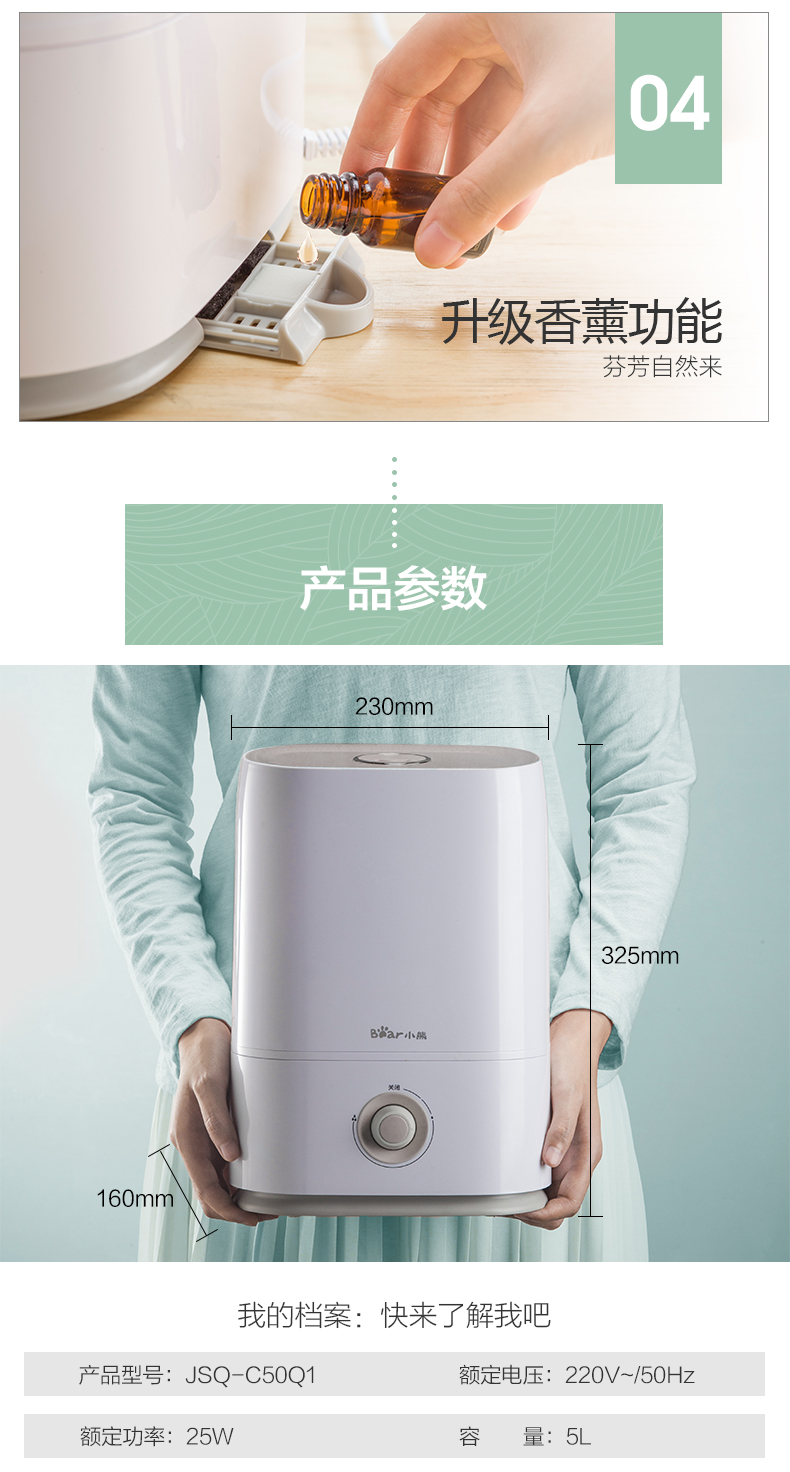 04
升级香薰功能
芬芳自然来
产品参数
230mm
325mm
Bear小熊
关闭
160mm
我的档案：快来了解我吧
产品型号：JSQ-C50Q1
额定电压：220V~/50Hz
额定功率：25W
容 量：5L